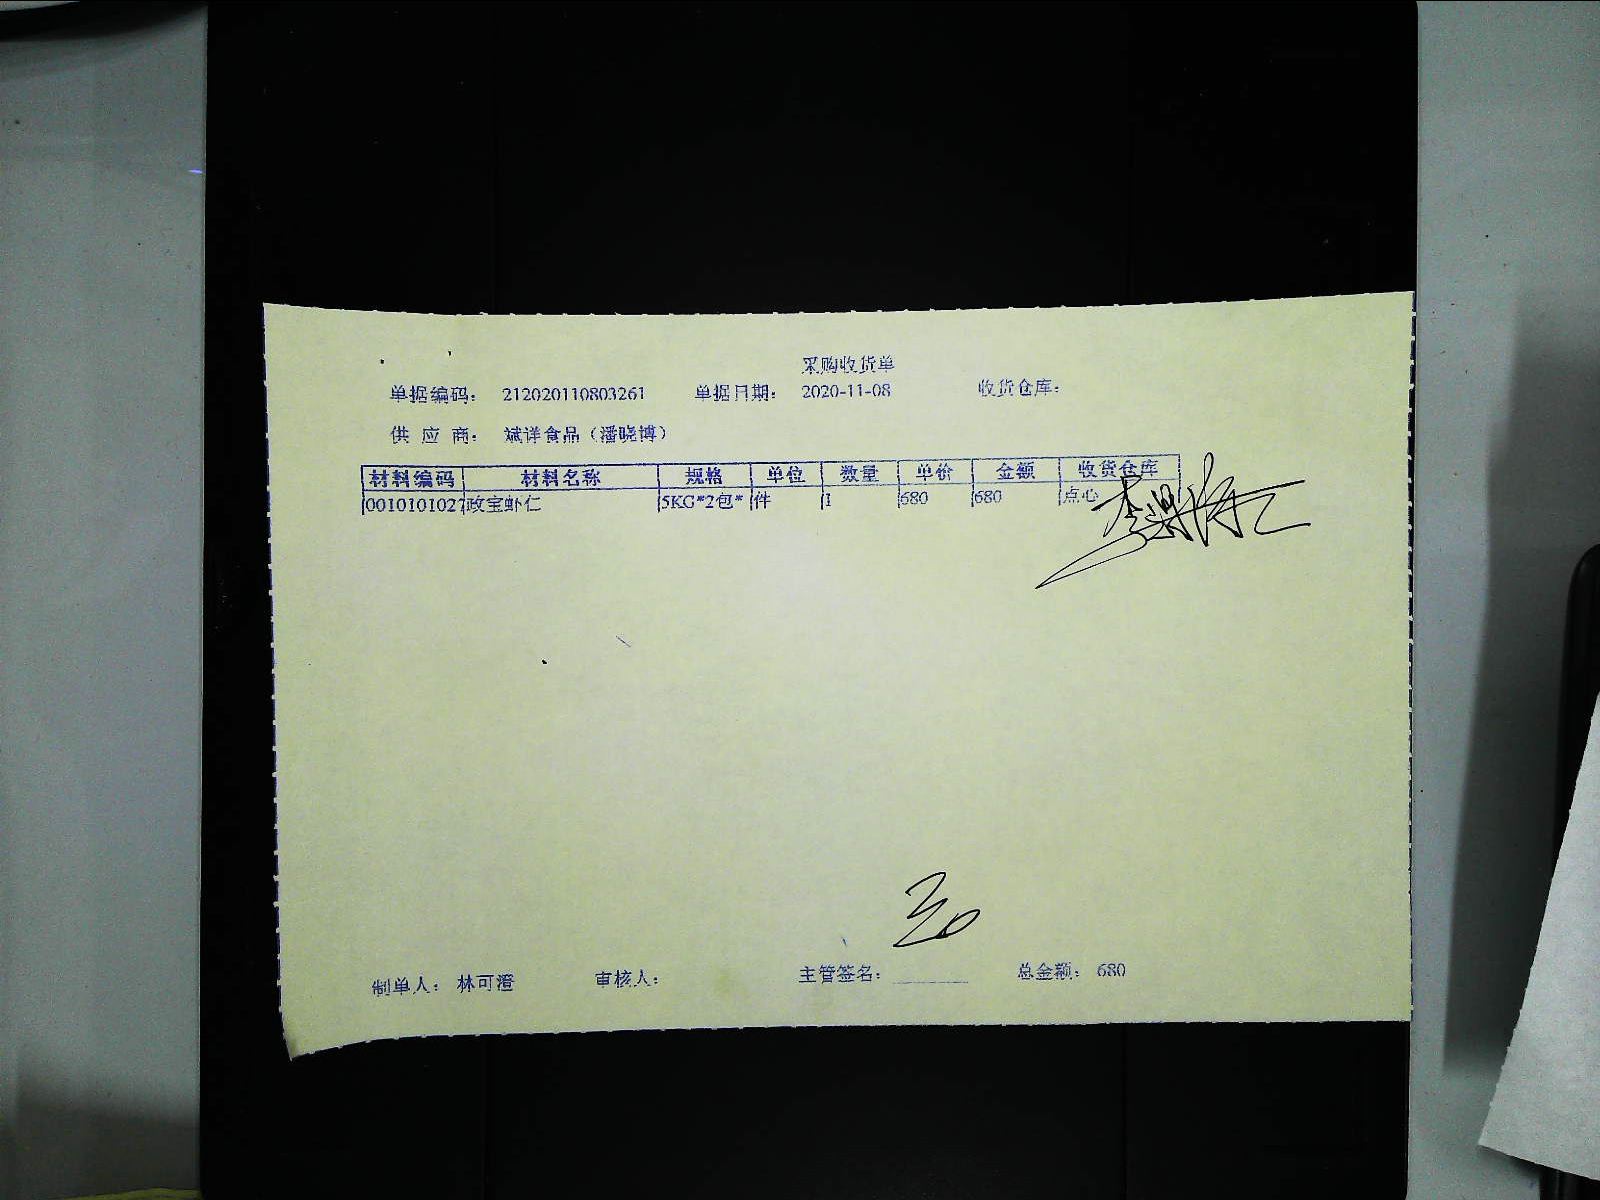 采购收货单
单据编码： 212020110803261 单据日期： 2020-11-08 收货仓库：
供 应 商： 斌洋食品（潘晓博）
材料编码 材料名称 规格 单位 数量 单价 金额 收货仓库
0010101027 政宝虾仁 5KG*2包* 件 1 680 680 点心
制单人： 林可澄 审核人： 主管签名： 总金额： 680